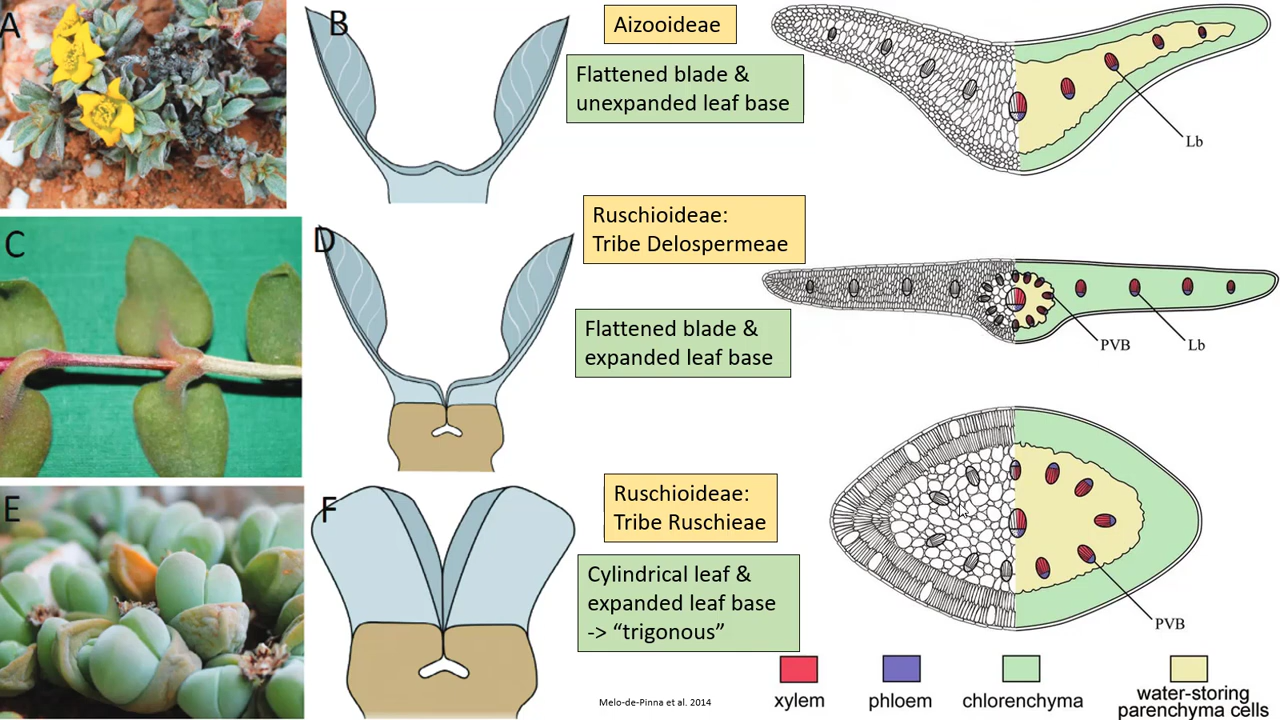 A
B
Aizooideae
Flattened blade &
unexpanded leaf base
Lb
C
D
Ruschioideae:
Tribe Delospermeae
Flattened blade &
expanded leaf base
PVB
Lb
E
F
Ruschioideae:
Tribe Ruschieae
Cylindrical leaf &
expanded leaf base
-> “trigonous”
PVB
xylem
phloem
chlorenchyma
water-storing
parenchyma cells
Melo-de-Pinna et al. 2014